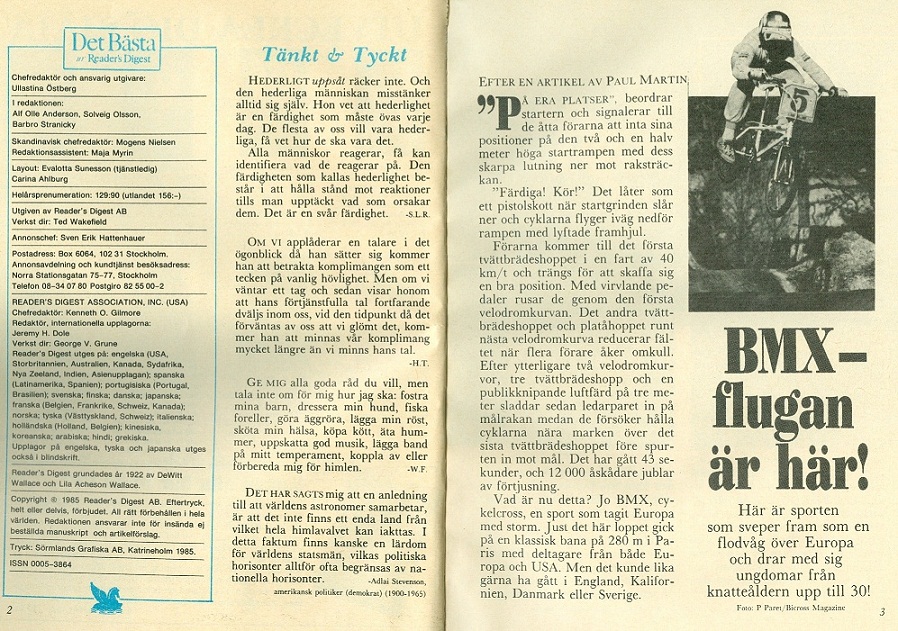 Det Bästa
av Reader's Digest
Chefredaktör och ansvarig utgivare:
Ullastina Östberg
I redaktionen:
Alf Olle Anderson, Solveig Olsson,
Barbro Stranicky
Skandinavisk chefredaktör: Mogens Nielsen
Redaktionsassistent: Maja Myrin
Layout: Evalotta Sunesson (tjänstledig)
Carina Ahlburg
Helårsprenumeration: 129:90 (utlandet 156:–)
Utgiven av Reader's Digest AB
Verkst dir: Ted Wakefield
Annonschef: Sven Erik Hattenhauer
Postadress: Box 6064, 102 31 Stockholm.
Annonsavdelning och kundtjänst besöksadress:
Norra Stationsgatan 75–77, Stockholm
Telefon 08–34 07 80 Postgiro 82 55 00–2
READER'S DIGEST ASSOCIATION, INC. (USA)
Chefredaktör: Kenneth O. Gilmore
Redaktör, internationella upplagorna:
Jeremy H. Dole
Verkst dir: George V. Grune
Reader's Digest utges på: engelska (USA,
Storbritannien, Australien, Kanada, Sydafrika,
Nya Zeeland, Indien, Asienupplagan); spanska
(Latinamerika, Spanien); portugisiska (Portugal,
Brasilien); svenska; finska; danska; japanska;
franska (Belgien, Frankrike, Schweiz, Kanada);
norska; tyska (Västtyskland, Schweiz); italienska;
holländska (Holland, Belgien); kinesiska,
koreanska; arabiska; hindi; grekiska.
Upplagor på engelska, tyska och japanska utges
också i blindskrift.
Reader's Digest grundades år 1922 av DeWitt
Wallace och Lila Acheson Wallace.
Copyright © 1985 Reader's Digest AB. Eftertryck,
helt eller delvis, förbjudet. All rätt förbehållen i hela
världen. Redaktionen ansvarar inte för insända ej
beställda manuskript och artikelförslag.
Tryck: Sörmlands Grafiska AB, Katrineholm 1985.
ISSN 0005–3864
2
Tänkt & Tyckt
HEDERLIGT uppsåt räcker inte. Och
den hederliga människan misstänker
alltid sig själv. Hon vet att hederlighet
är en färdighet som måste övas varje
dag. De flesta av oss vill vara heder-
liga, få vet hur de ska vara det.
Alla människor reagerar, få kan
identifiera vad de reagerar på. Den
färdigheten som kallas hederlighet be-
står i att hålla stånd mot reaktioner
tills man upptäckt vad som orsakar
dem. Det är en svår färdighet. -S.L.R.
OM VI applåderar en talare i det
ögonblick då han sätter sig kommer
han att betrakta komplimangen som ett
tecken på vanlig hövlighet. Men om vi
väntar ett tag och sedan visar honom
att hans förtjänstfulla tal fortfarande
dväljs inom oss, vid den tidpunkt då det
förväntas av oss att vi glömt det, kom-
mer han att minnas vår komplimang
mycket längre än vi minns hans tal.
-H.T.
GE MIG alla goda råd du vill, men
tala inte om för mig hur jag ska: fostra
mina barn, dressera min hund, fiska
foreller, göra äggröra, lägga min röst,
sköta min hälsa, köpa kött, äta hum-
mer, uppskatta god musik, lägga band
på mitt temperament, koppla av eller
förbereda mig för himlen. -W.F.
DET HAR SAGTS mig att en anledning
till att världens astronomer samarbetar,
är att det inte finns ett enda land från
vilket hela himlavalvet kan iakttas. I
detta faktum finns kanske en lärdom
för världens statsmän, vilkas politiska
horisonter alltför ofta begränsas av na-
tionella horisonter. -Adlai Stevenson,
amerikansk politiker (demokrat) (1900-1965)
EFTER EN ARTIKEL AV PAUL MARTIN
”PÅ ERA PLATSER”, beordrar
startern och signalerar till
de åtta förarna att inta sina
positioner på den två och en halv
meter höga startrampen med dess
skarpa lutning ner mot raksträc-
kan.
”Färdiga! Kör!” Det låter som
ett pistolskott när startgrinden slår
ner och cyklarna flyger iväg nedför
rampen med lyftade framhjul.
Förarna kommer till det första
tvättbrädeshoppet i en fart av 40
km/t och trängs för att skaffa sig
en bra position. Med virvlande pe-
daler rusar de genom den första
velodromkurvan. Det andra tvätt-
brädeshoppet och platåhoppet runt
nästa velodromkurva reducerar fäl-
tet när flera förare åker omkull.
Efter ytterligare två velodromkur-
vor, tre tvättbrädeshopp och en
publikknipande luftfärd på tre me-
ter sladdar sedan ledarparet in på
målrakan medan de försöker hålla
cyklarna nära marken över det
sista tvättbrädeshoppet före spur-
ten in mot mål. Det har gått 43 se-
kunder, och 12 000 åskådare jublar
av förtjusning.
Vad är nu detta? Jo BMX, cy-
kelcross, en sport som tagit Europa
med storm. Just det här loppet gick
på en klassisk bana på 280 m i Pa-
ris med deltagare från både Eu-
ropa och USA. Men det kunde lika
gärna ha gått i England, Kalifor-
nien, Danmark eller Sverige.
5
BMX–
flugan
är här!
Här är sporten
som sveper fram som en
flodvåg över Europa
och drar med sig
ungdomar från
knatteåldern upp till 30!
Foto: P Paret/Bicross Magazine
3